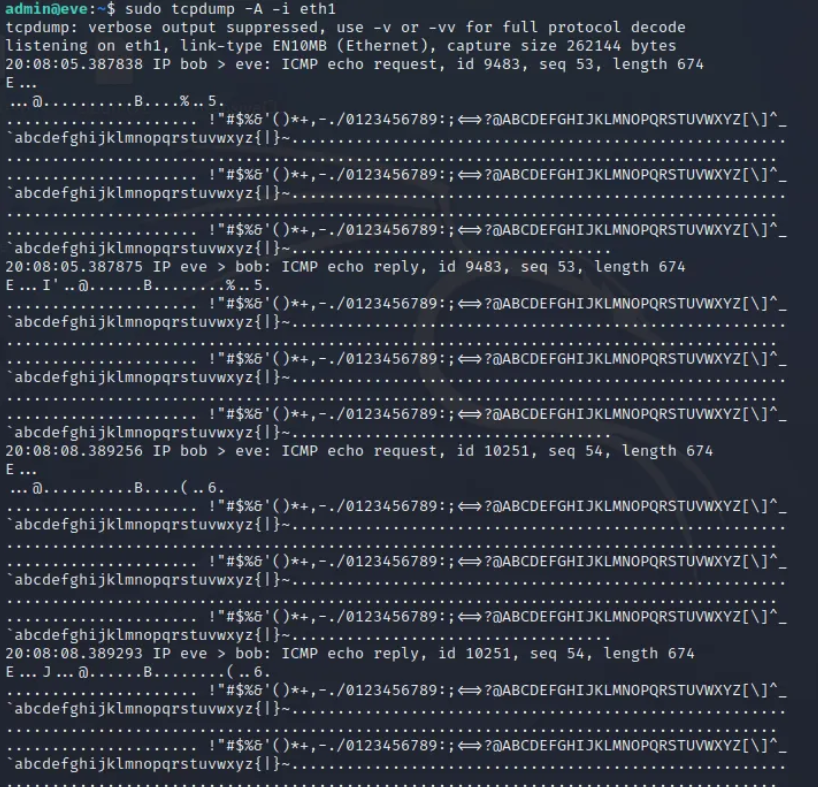 admin@eve:~$ sudo tcpdump -A -i eth1
tcpdump: verbose output suppressed, use -v or -vv for full protocol decode
listening on eth1, link-type EN10MB (Ethernet), capture size 262144 bytes
20:08:05.387838 IP bob > eve: ICMP echo request, id 9483, seq 53, length 674
E...
...@..........B....%..5.
....................... !"#$%&'()*+,-./0123456789:;<=>?@ABCDEFGHIJKLMNOPQRSTUVWXYZ[\]^_
`abcdefghijklmnopqrstuvwxyz{|}~......................................................
.....................................................................................
..................... !"#$%&'()*+,-./0123456789:;<=>?@ABCDEFGHIJKLMNOPQRSTUVWXYZ[\]^_
`abcdefghijklmnopqrstuvwxyz{|}~......................................................
.....................................................................................
..................... !"#$%&'()*+,-./0123456789:;<=>?@ABCDEFGHIJKLMNOPQRSTUVWXYZ[\]^_
`abcdefghijklmnopqrstuvwxyz{|}~...................................
20:08:05.387875 IP eve > bob: ICMP echo reply, id 9483, seq 53, length 674
E...I'..@......B........%..5.
....................... !"#$%&'()*+,-./0123456789:;<=>?@ABCDEFGHIJKLMNOPQRSTUVWXYZ[\]^_
`abcdefghijklmnopqrstuvwxyz{|}~......................................................
.....................................................................................
..................... !"#$%&'()*+,-./0123456789:;<=>?@ABCDEFGHIJKLMNOPQRSTUVWXYZ[\]^_
`abcdefghijklmnopqrstuvwxyz{|}~......................................................
.....................................................................................
..................... !"#$%&'()*+,-./0123456789:;<=>?@ABCDEFGHIJKLMNOPQRSTUVWXYZ[\]^_
`abcdefghijklmnopqrstuvwxyz{|}~...................................
20:08:08.389256 IP bob > eve: ICMP echo request, id 10251, seq 54, length 674
E...
...@..........B....(..6.
..................... !"#$%&'()*+,-./0123456789:;<=>?@ABCDEFGHIJKLMNOPQRSTUVWXYZ[\]^_
`abcdefghijklmnopqrstuvwxyz{|}~......................................................
.....................................................................................
..................... !"#$%&'()*+,-./0123456789:;<=>?@ABCDEFGHIJKLMNOPQRSTUVWXYZ[\]^_
`abcdefghijklmnopqrstuvwxyz{|}~......................................................
.....................................................................................
..................... !"#$%&'()*+,-./0123456789:;<=>?@ABCDEFGHIJKLMNOPQRSTUVWXYZ[\]^_
`abcdefghijklmnopqrstuvwxyz{|}~...................................
20:08:08.389293 IP eve > bob: ICMP echo reply, id 10251, seq 54, length 674
E...J...@......B........(..6.
..................... !"#$%&'()*+,-./0123456789:;<=>?@ABCDEFGHIJKLMNOPQRSTUVWXYZ[\]^_
`abcdefghijklmnopqrstuvwxyz{|}~......................................................
.....................................................................................
..................... !"#$%&'()*+,-./0123456789:;<=>?@ABCDEFGHIJKLMNOPQRSTUVWXYZ[\]^_
`abcdefghijklmnopqrstuvwxyz{|}~......................................................
.....................................................................................